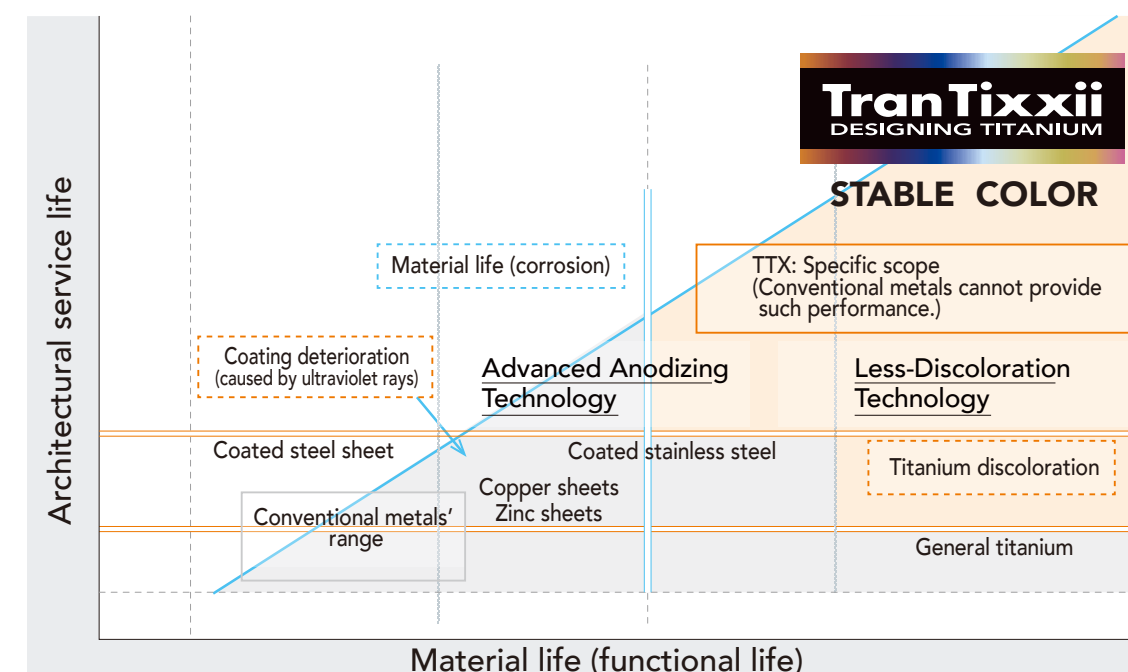 TranTixxii
DESIGNING TITANIUM
STABLE COLOR
Architectural service life
Material life (corrosion)
TTX: Specific scope
(Conventional metals cannot provide
such performance.)
Coating deterioration
(caused by ultraviolet rays)
Advanced Anodizing
Technology
Less-Discoloration
Technology
Coated steel sheet
Coated stainless steel
Titanium discoloration
Copper sheets
Zinc sheets
Conventional metals'
range
General titanium
Material life (functional life)